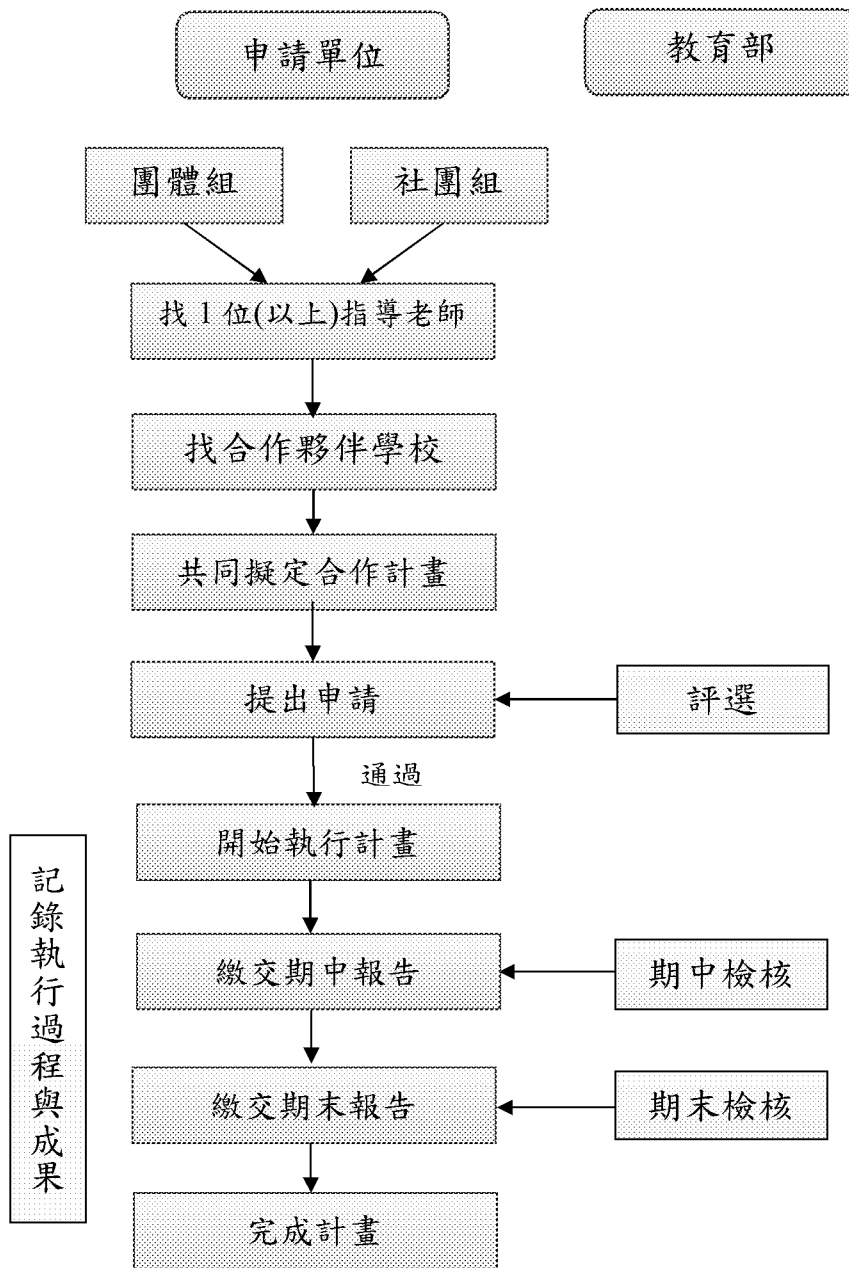 申請單位
教育部
團體組
社團組
找1位(以上)指導老師
找合作夥伴學校
共同擬定合作計畫
提出申請
評選
通過
開始執行計畫
記錄執行過程與成果
繳交期中報告
期中檢核
繳交期末報告
期末檢核
完成計畫